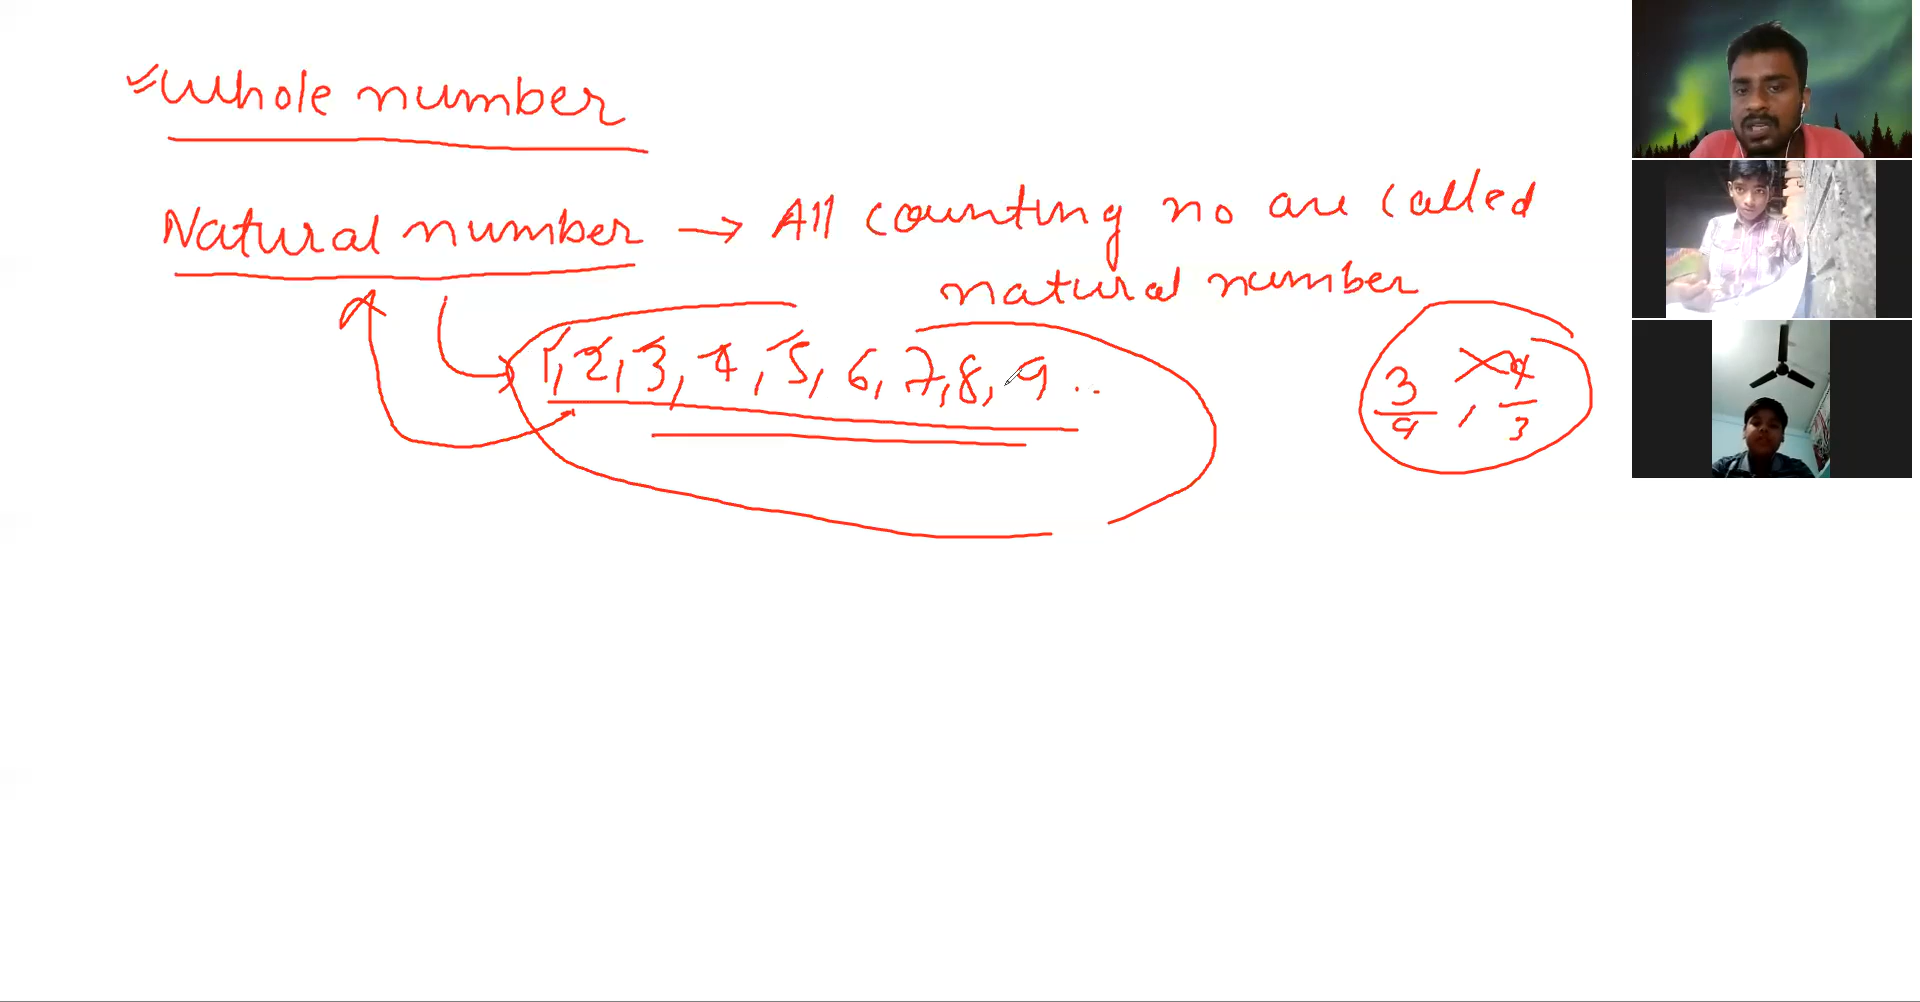 Whole number
Natural number → All counting no are called
natural number
1, 2, 3, 4, 5, 6, 7, 8, 9 ..
3/9, 4/3